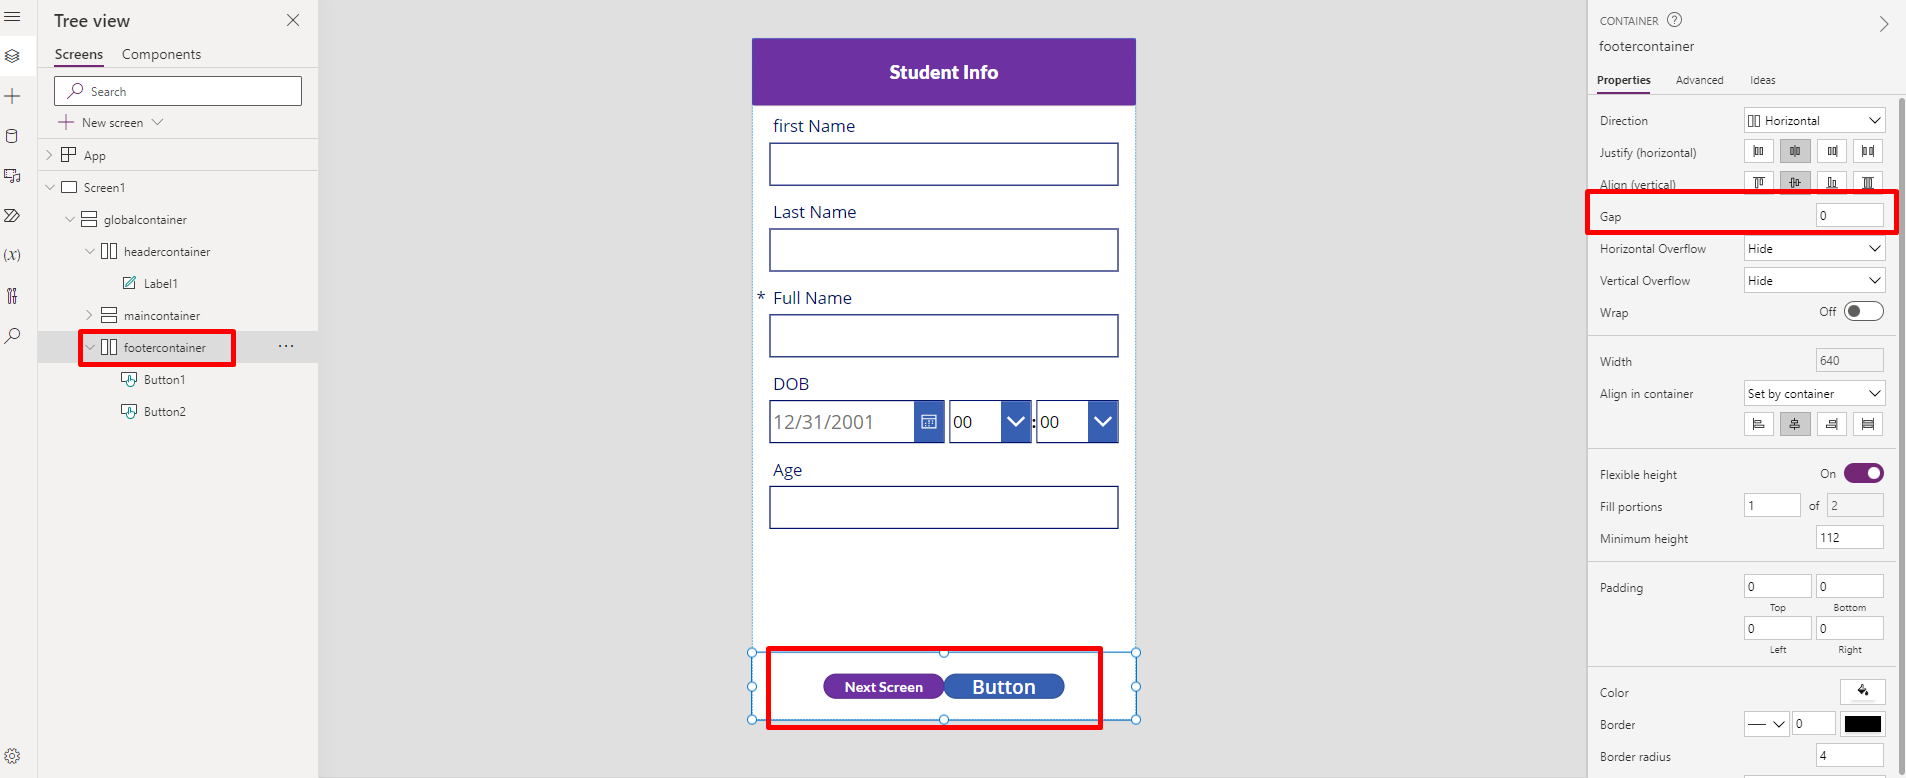 Tree view
Screens Components
Search
New screen
App
Screen1
globalcontainer
headercontainer
Label1
maincontainer
footercontainer
Button1
Button2
(x)
Student Info
first Name
Last Name
* Full Name
DOB
12/31/2001 00 : 00
Age
Next Screen Button
CONTAINER ?
footercontainer
Properties Advanced Ideas
Direction Horizontal
Justify (horizontal)
Align (vertical)
Gap 0
Horizontal Overflow Hide
Vertical Overflow Hide
Wrap Off
Width 640
Align in container Set by container
Flexible height On
Fill portions 1 of 2
Minimum height 112
Padding 0 0
Top Bottom
0 0
Left Right
Color
Border 0
Border radius 4